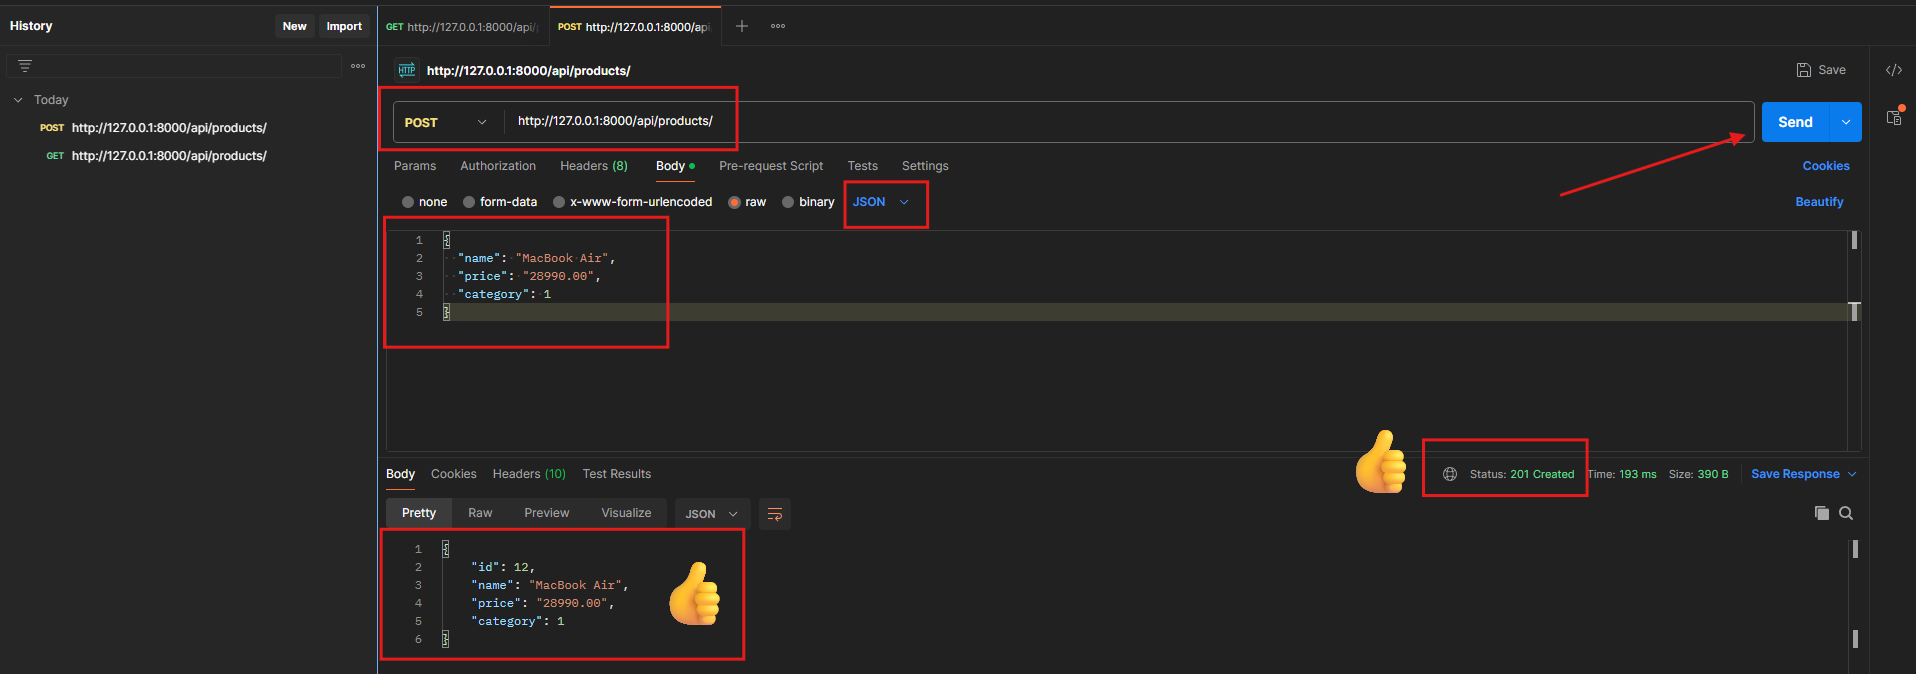 History
New
Import
GET http://127.0.0.1:8000/api/
POST http://127.0.0.1:8000/api
Today
POST http://127.0.0.1:8000/api/products/
GET http://127.0.0.1:8000/api/products/
HTTP http://127.0.0.1:8000/api/products/
Save
POST http://127.0.0.1:8000/api/products/
Send
Params Authorization Headers (8) Body Pre-request Script Tests Settings
Cookies
none form-data x-www-form-urlencoded raw binary JSON
Beautify
1 {
2 "name": "MacBook Air",
3 "price": "28990.00",
4 "category": 1
5 }
Body Cookies Headers (10) Test Results
Status: 201 Created Time: 193 ms Size: 390 B Save Response
Pretty Raw Preview Visualize JSON
1 {
2 "id": 12,
3 "name": "MacBook Air",
4 "price": "28990.00",
5 "category": 1
6 }